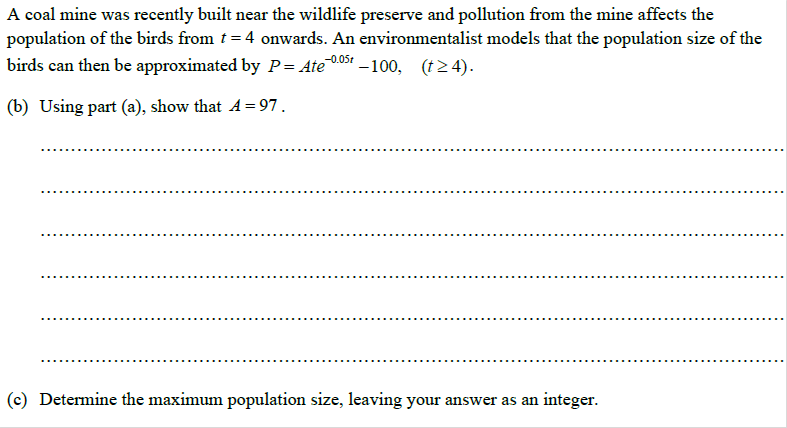 A coal mine was recently built near the wildlife preserve and pollution from the mine affects the
population of the birds from t = 4 onwards. An environmentalist models that the population size of the
birds can then be approximated by P = Ate^{-0.05t} – 100, (t ≥ 4).
(b) Using part (a), show that A = 97.
(c) Determine the maximum population size, leaving your answer as an integer.